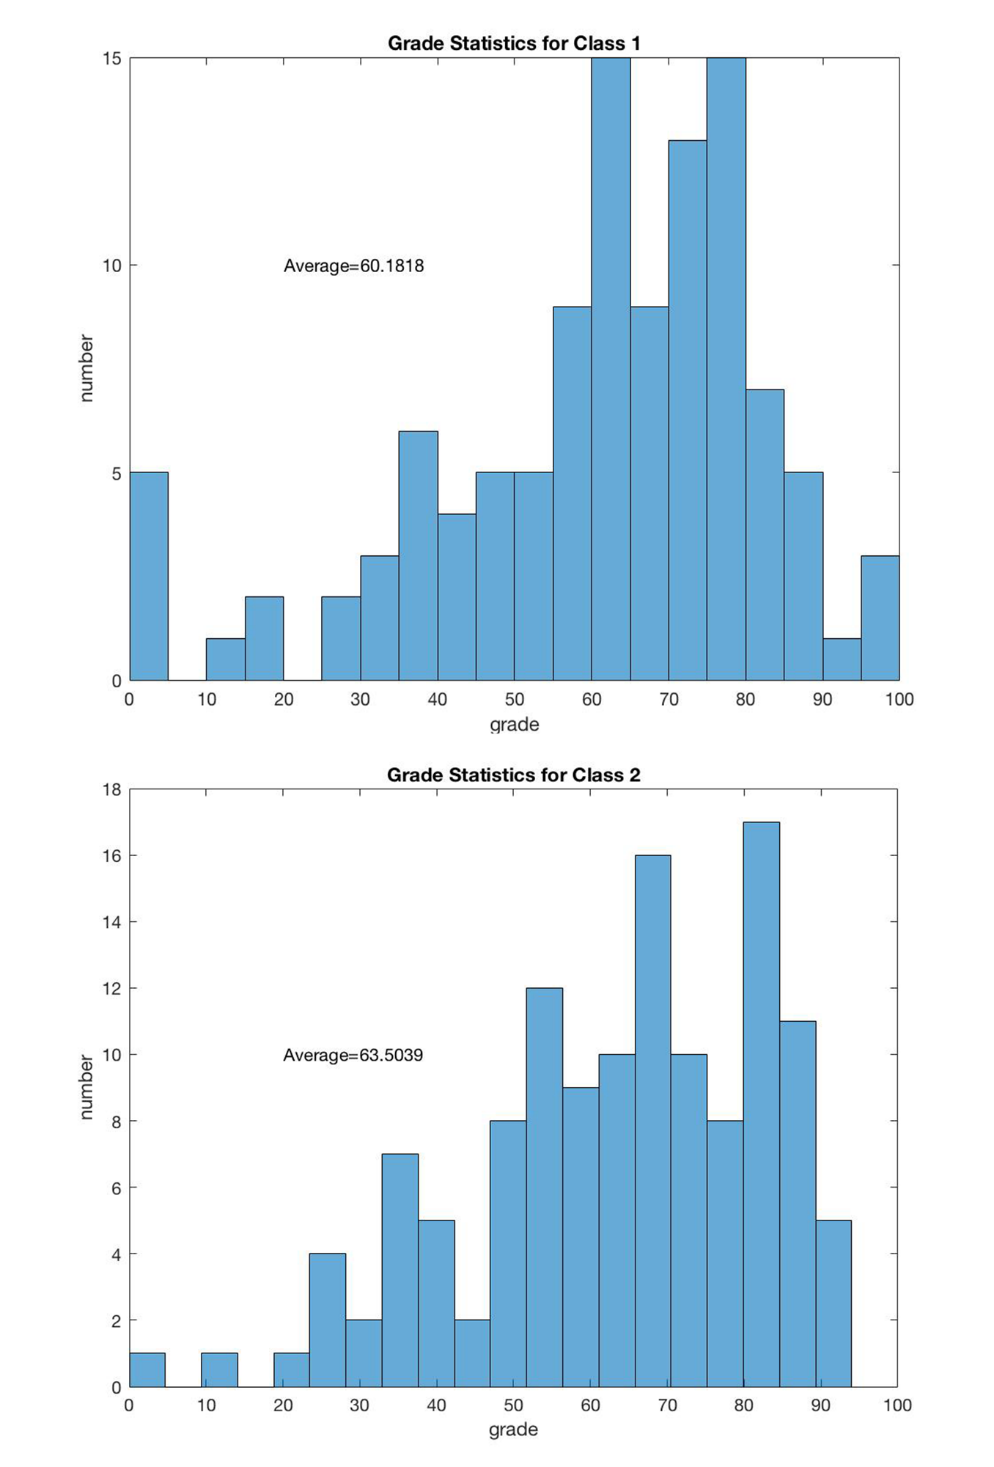 Grade Statistics for Class 1
15
10
5
0
Average=60.1818
number
0 10 20 30 40 50 60 70 80 90 100
grade
Grade Statistics for Class 2
18
16
14
12
10
8
6
4
2
0
Average=63.5039
number
0 10 20 30 40 50 60 70 80 90 100
grade